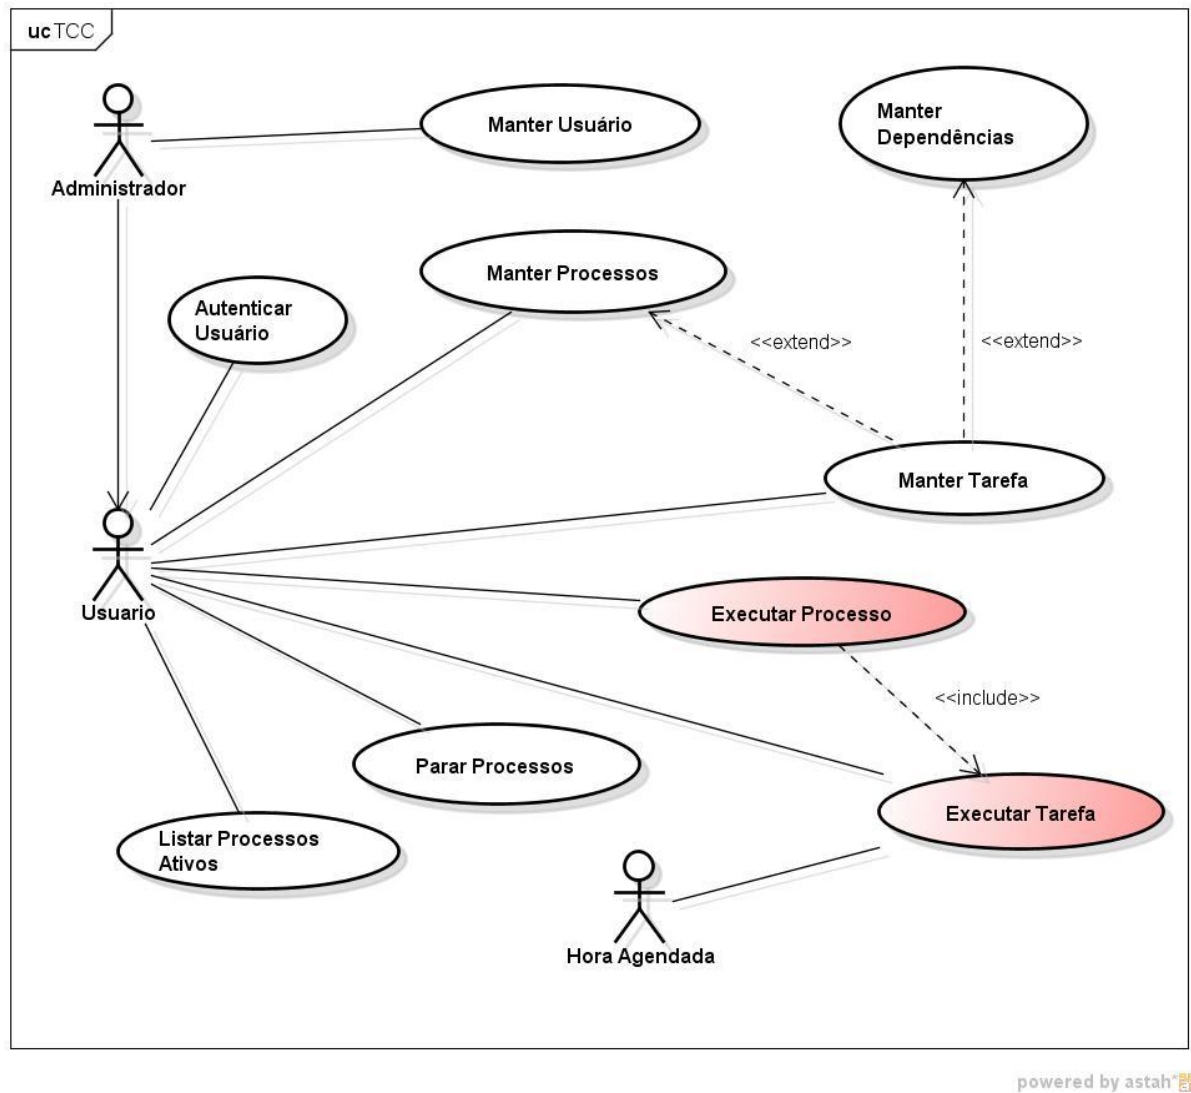 uc TCC
Administrador
Manter Usuário
Manter
Dependências
Manter Processos
Autenticar
Usuário
<<extend>>
<<extend>>
Manter Tarefa
Usuario
Executar Processo
<<include>>
Parar Processos
Executar Tarefa
Listar Processos
Ativos
Hora Agendada
powered by astah*